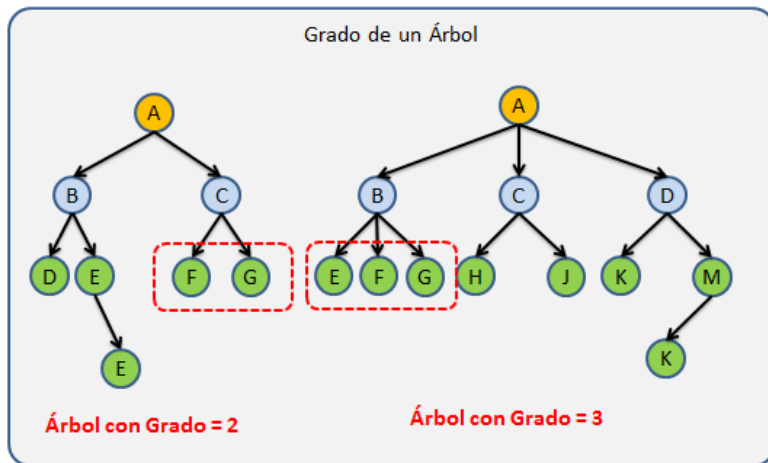 Grado de un Árbol
A
A
B
C
B
C
D
D
E
F
G
E
F
G
H
J
K
M
E
K
Árbol con Grado = 2
Árbol con Grado = 3